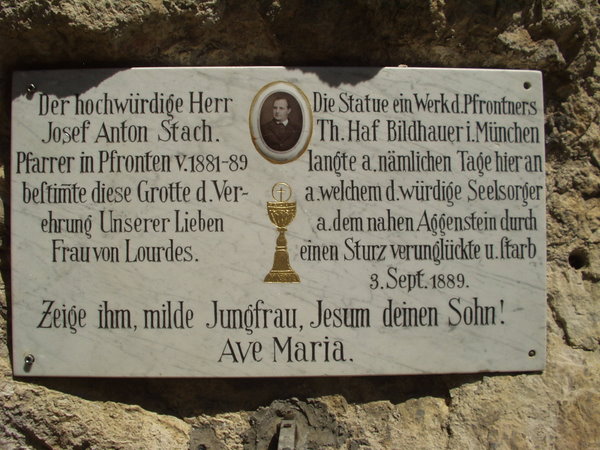 Der hochwürdige Herr
Josef Anton Stach.
Pfarrer in Pfronten v. 1881-89
beſtim̅te dieſe Grotte d. Ver-
ehrung Unserer Lieben
Frau von Lourdes.
Die Statue ein Werk d. Pfrontners
Th. Haf Bildhauer i. München
langte a. nämlichen Tage hier an
a. welchem d. würdige Seelsorger
a. dem nahen Aggenstein durch
einen Sturz verunglückte u. starb
3. Sept. 1889.
Zeige ihm, milde Jungfrau, Jesum deinen Sohn!
Ave Maria.